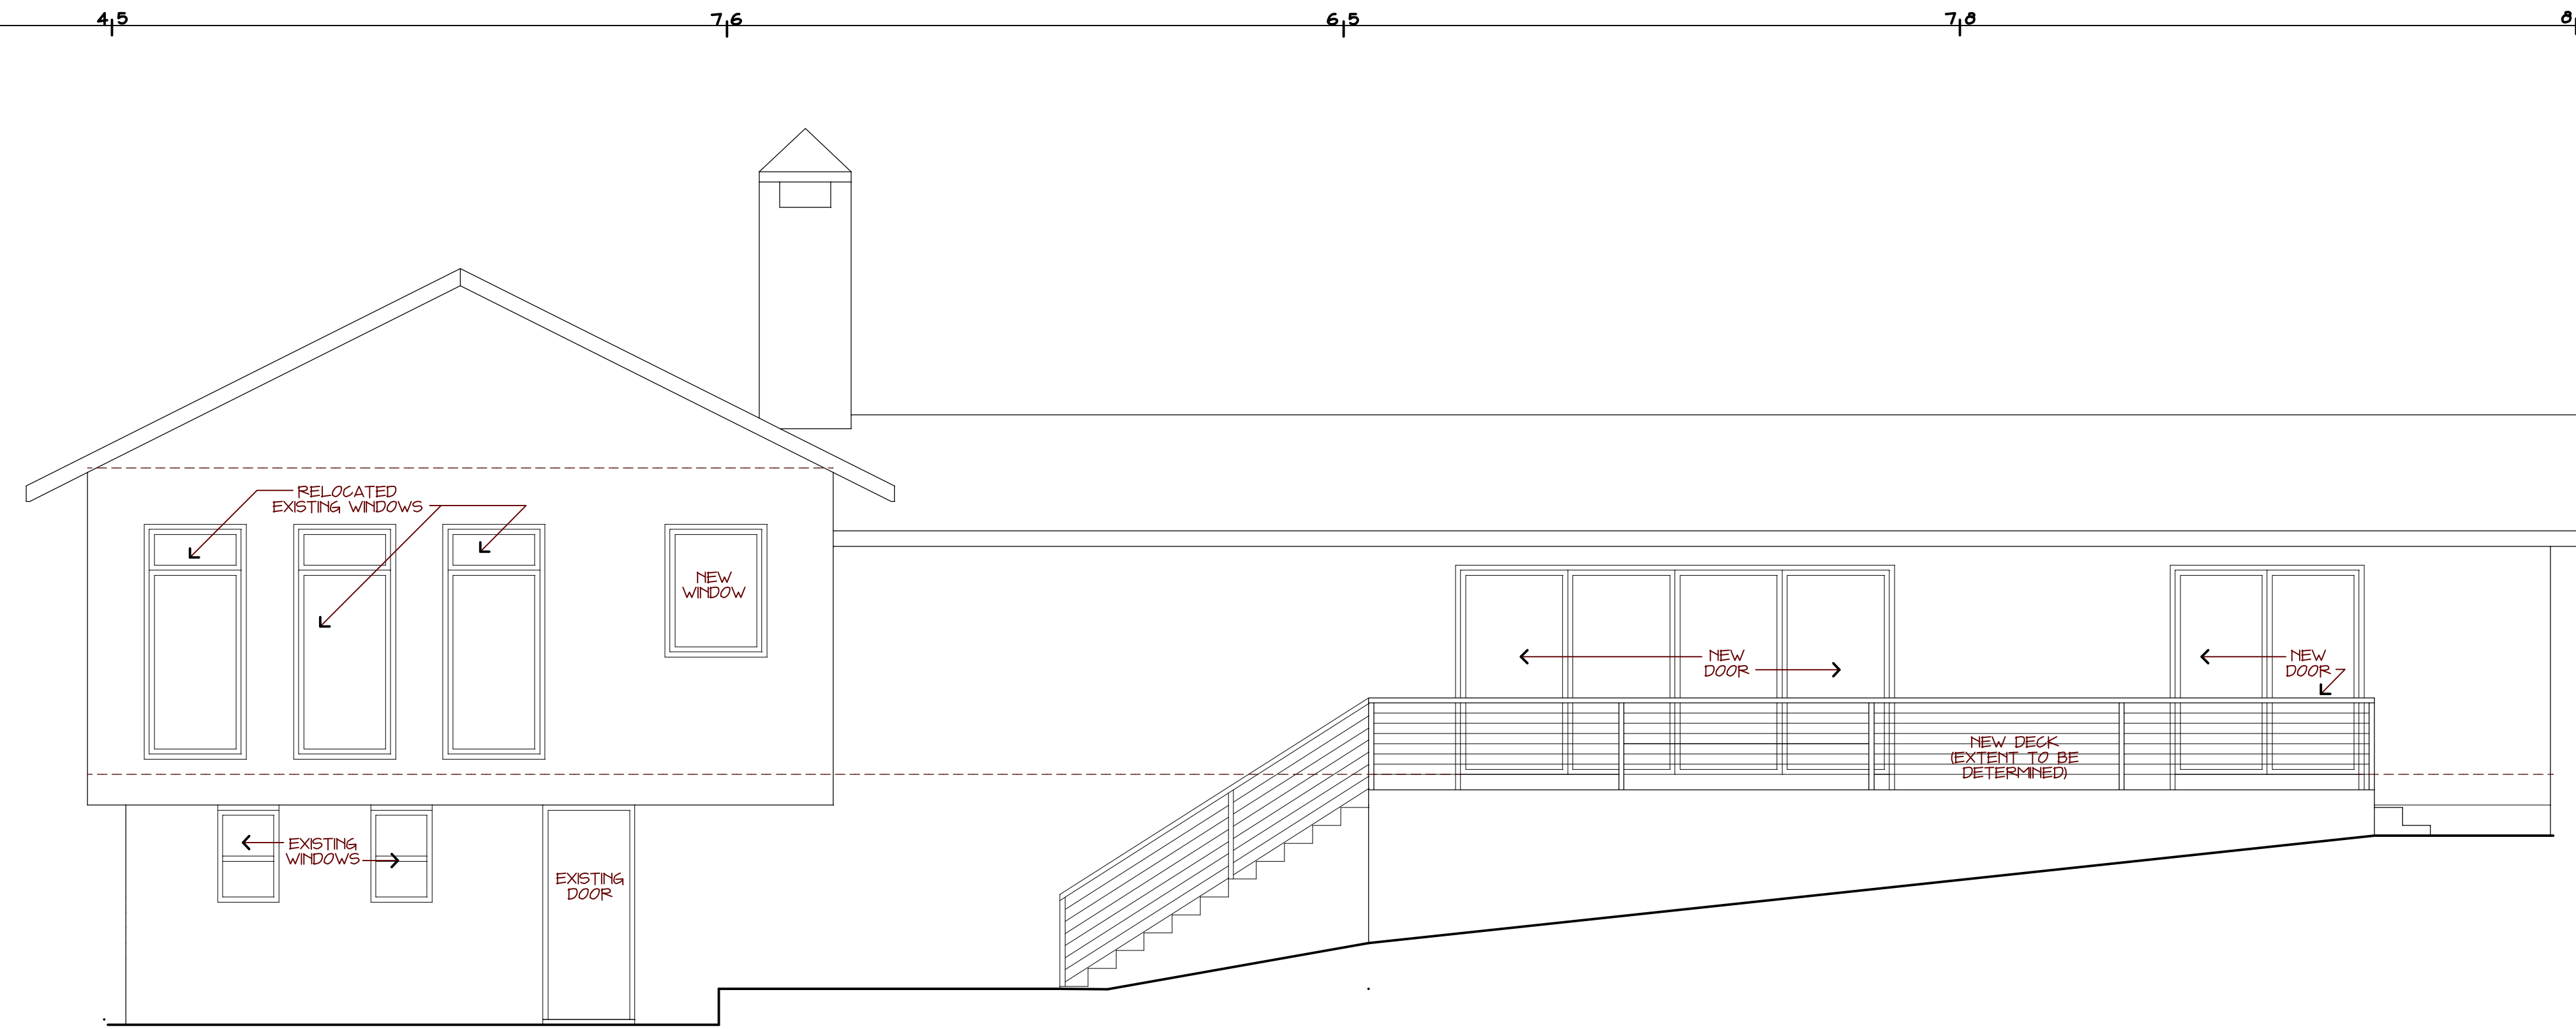 4.5
7.6
6.5
7.8
8
RELOCATED
EXISTING WINDOWS
NEW
WINDOW
NEW
DOOR
NEW
DOOR
NEW DECK
(EXTENT TO BE
DETERMINED)
EXISTING
WINDOWS
EXISTING
DOOR